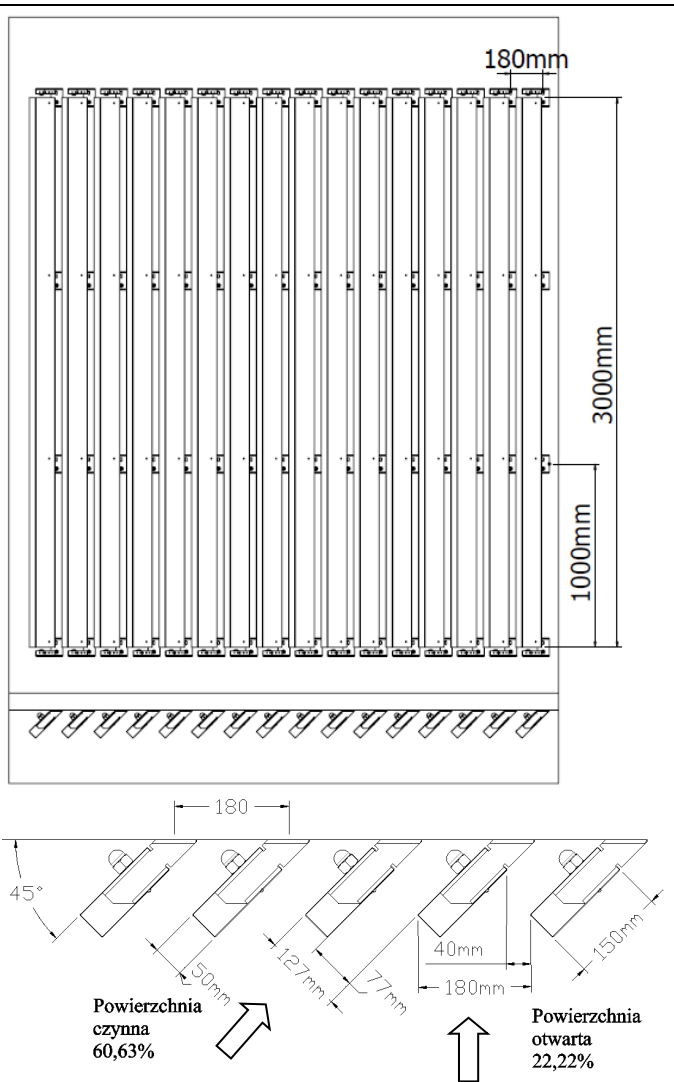 180mm
3000mm
1000mm
180
45°
50mm
127mm
77mm
40mm
180mm
150mm
Powierzchnia
czynna
60,63%
Powierzchnia
otwarta
22,22%